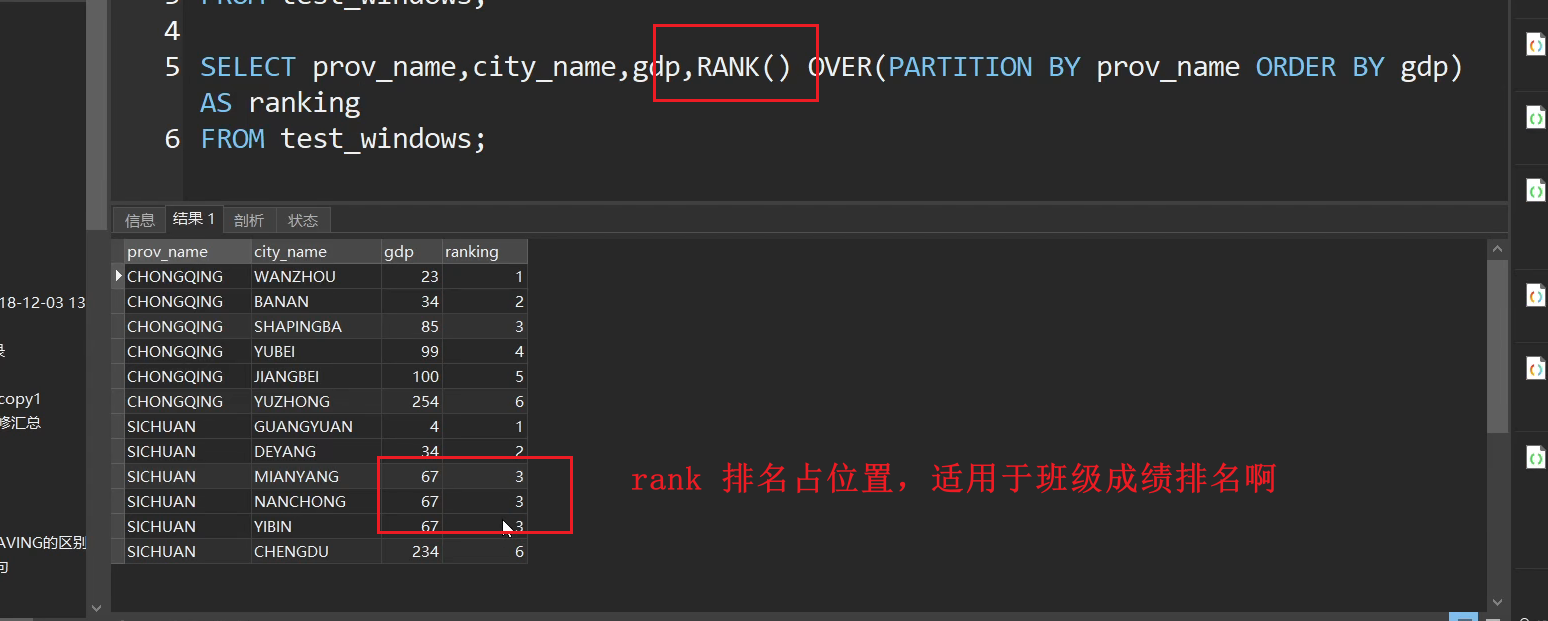 3 FROM test_windows;
4
5 SELECT prov_name,city_name,gdp,RANK() OVER(PARTITION BY prov_name ORDER BY gdp)
AS ranking
6 FROM test_windows;
信息 结果 1 剖析 状态
prov_name city_name gdp ranking
CHONGQING WANZHOU 23 1
CHONGQING BANAN 34 2
18-12-03 13
CHONGQING SHAPINGBA 85 3
CHONGQING YUBEI 99 4
CHONGQING JIANGBEI 100 5
copy1
CHONGQING YUZHONG 254 6
修汇总
SICHUAN GUANGYUAN 4 1
SICHUAN DEYANG 34 2
SICHUAN MIANYANG 67 3
rank 排名占位置，适用于班级成绩排名啊
SICHUAN NANCHONG 67 3
SICHUAN YIBIN 67 3
AVING的区别
SICHUAN CHENGDU 234 6
句